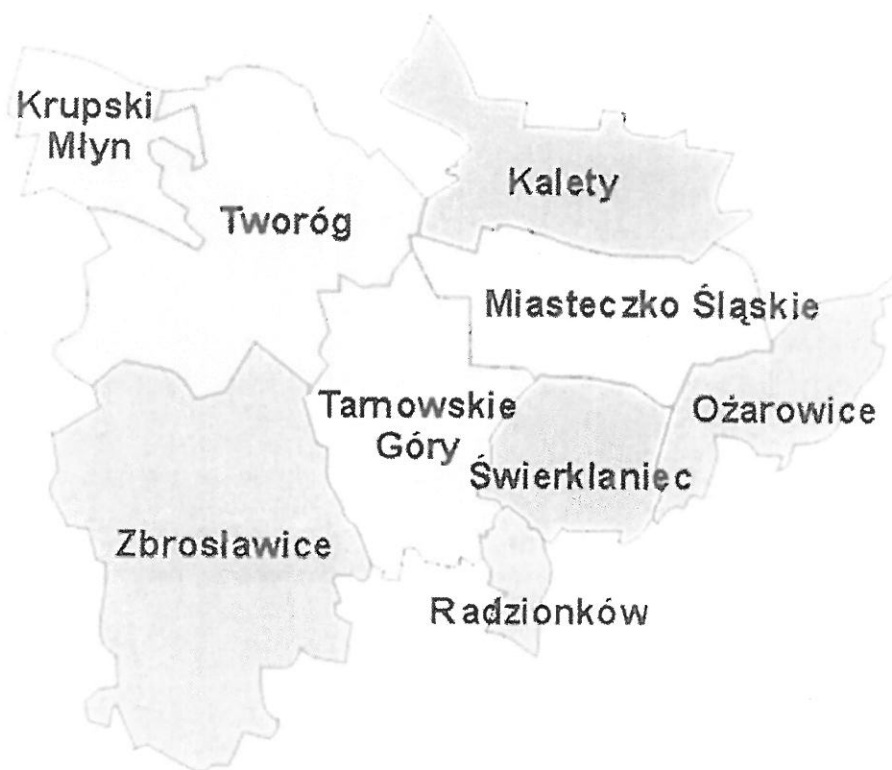 Krupski
Młyn
Kalety
Tworóg
Miasteczko Śląskie
Tarnowskie
Góry
Ożarowice
Świerklaniec
Zbrosławice
Radzionków